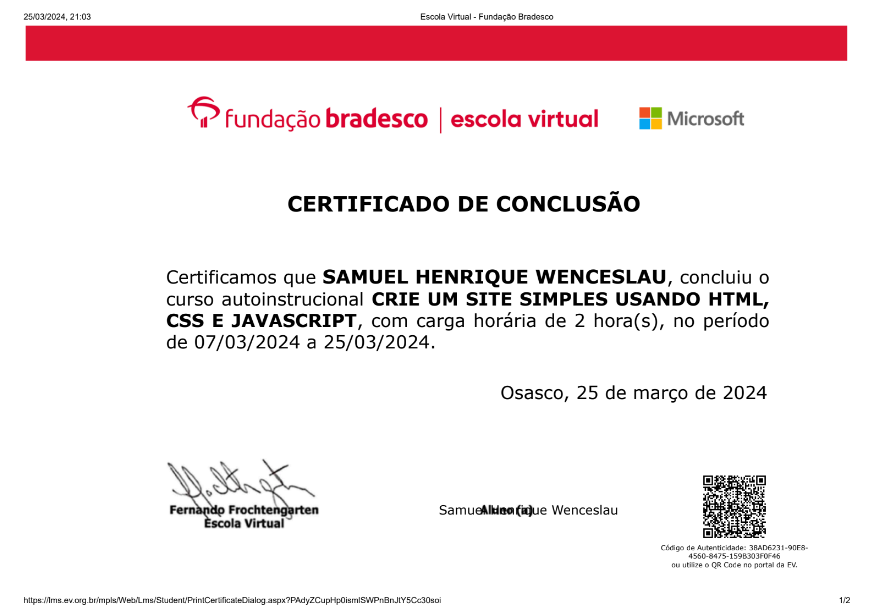 25/03/2024, 21:03 Escola Virtual - Fundação Bradesco
fundação bradesco | escola virtual Microsoft
CERTIFICADO DE CONCLUSÃO
Certificamos que SAMUEL HENRIQUE WENCESLAU, concluiu o
curso autoinstrucional CRIE UM SITE SIMPLES USANDO HTML,
CSS E JAVASCRIPT, com carga horária de 2 hora(s), no período
de 07/03/2024 a 25/03/2024.
Osasco, 25 de março de 2024
Fernando Frochtengarten
Escola Virtual
Samuel Henrique Wenceslau
Aluno (a)
Código de Autenticidade: 38AD6231-90E8-
4560-8475-159B303F0F46
ou utilize o QR Code no portal da EV.
https://lms.ev.org.br/mpls/Web/Lms/Student/PrintCertificateDialog.aspx?PAdyZCupHp0ismISWPnBnJlY5Cc30soi 1/2